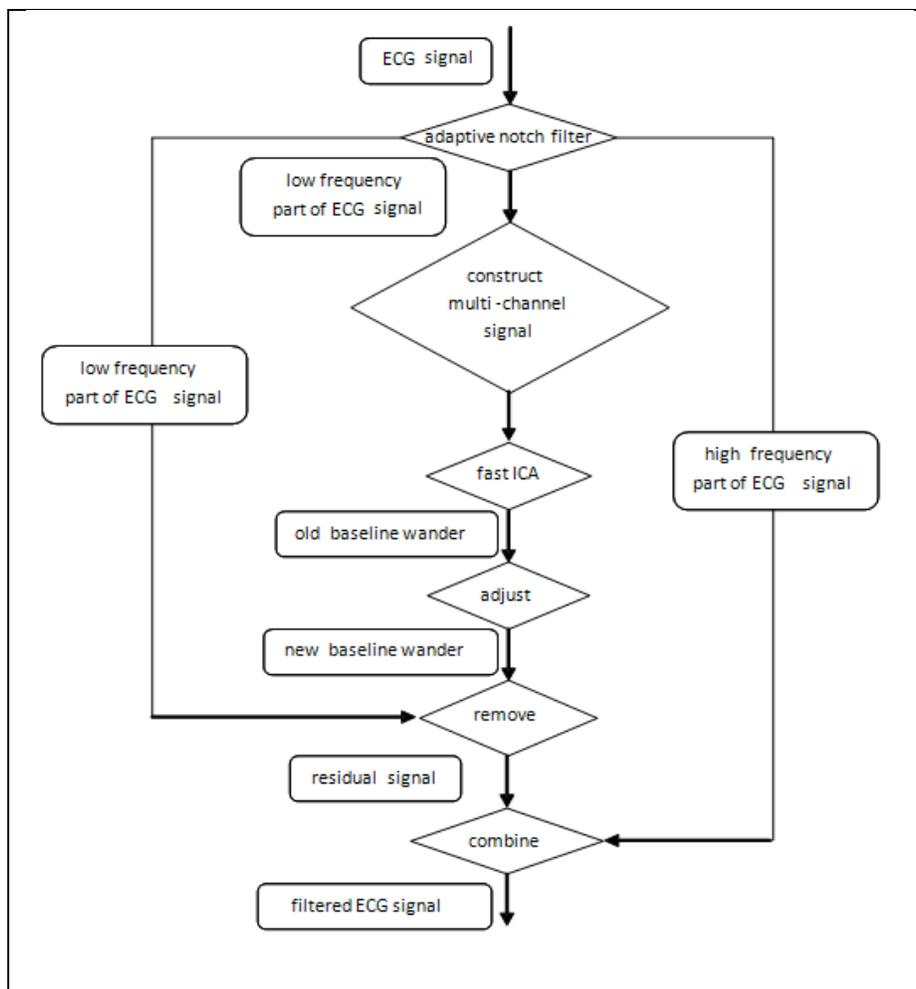 ECG signal
adaptive notch filter
low frequency
part of ECG signal
construct
multi-channel
signal
low frequency
part of ECG signal
high frequency
part of ECG signal
fast ICA
old baseline wander
adjust
new baseline wander
remove
residual signal
combine
filtered ECG signal